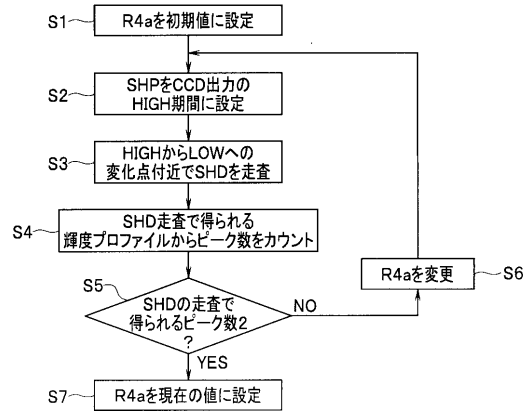 S1
R4aを初期値に設定
S2
SHPをCCD出力の
HIGH期間に設定
S3
HIGHからLOWへの
変化点付近でSHDを走査
S4
SHD走査で得られる
輝度プロファイルからピーク数をカウント
S5
SHDの走査で
得られるピーク数2
?
NO
S6
R4aを変更
YES
S7
R4aを現在の値に設定